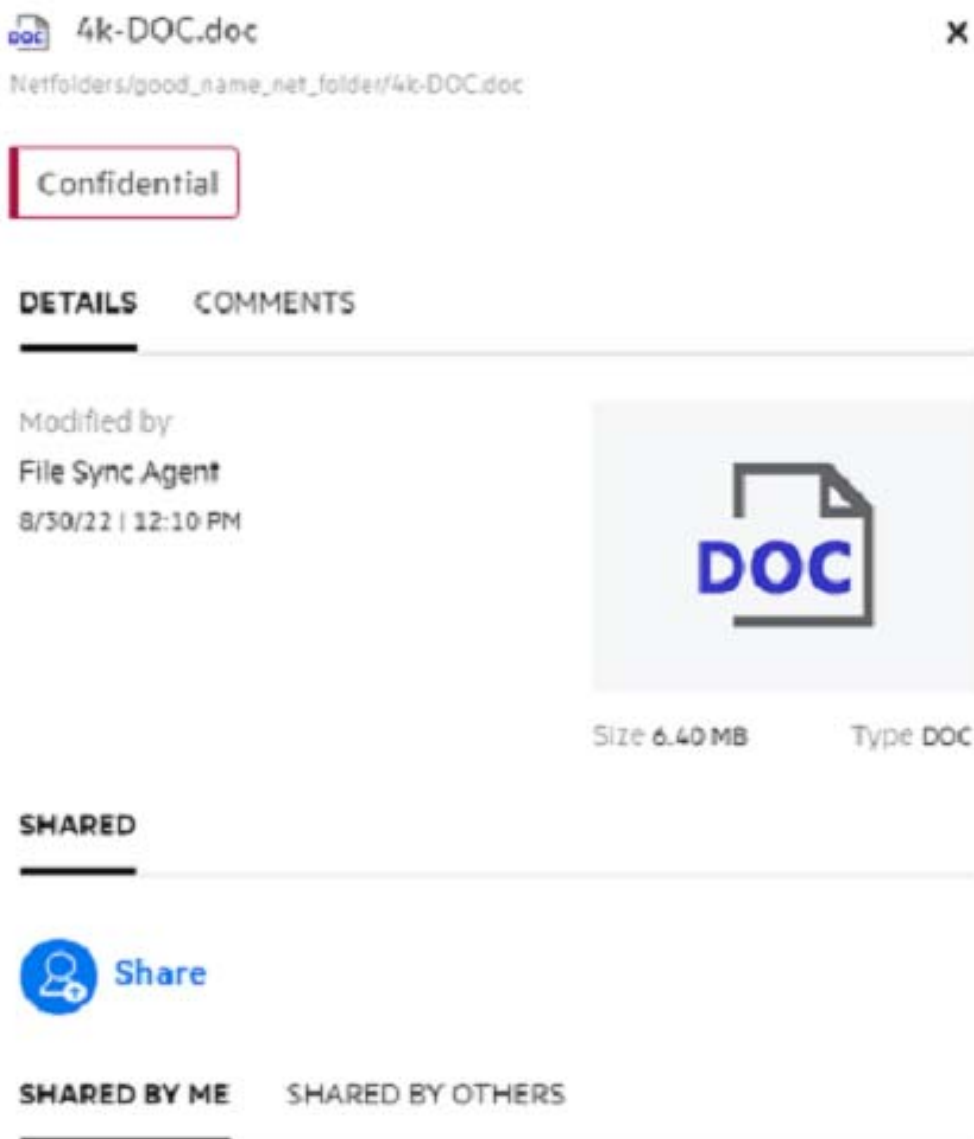 DOC 4k-DOC.doc
Netfolders/good_name_net_folder/4k-DOC.doc
Confidential
DETAILS COMMENTS
Modified by
File Sync Agent
8/30/22 | 12:10 PM
DOC
Size 6.40 MB Type DOC
SHARED
Share
SHARED BY ME SHARED BY OTHERS